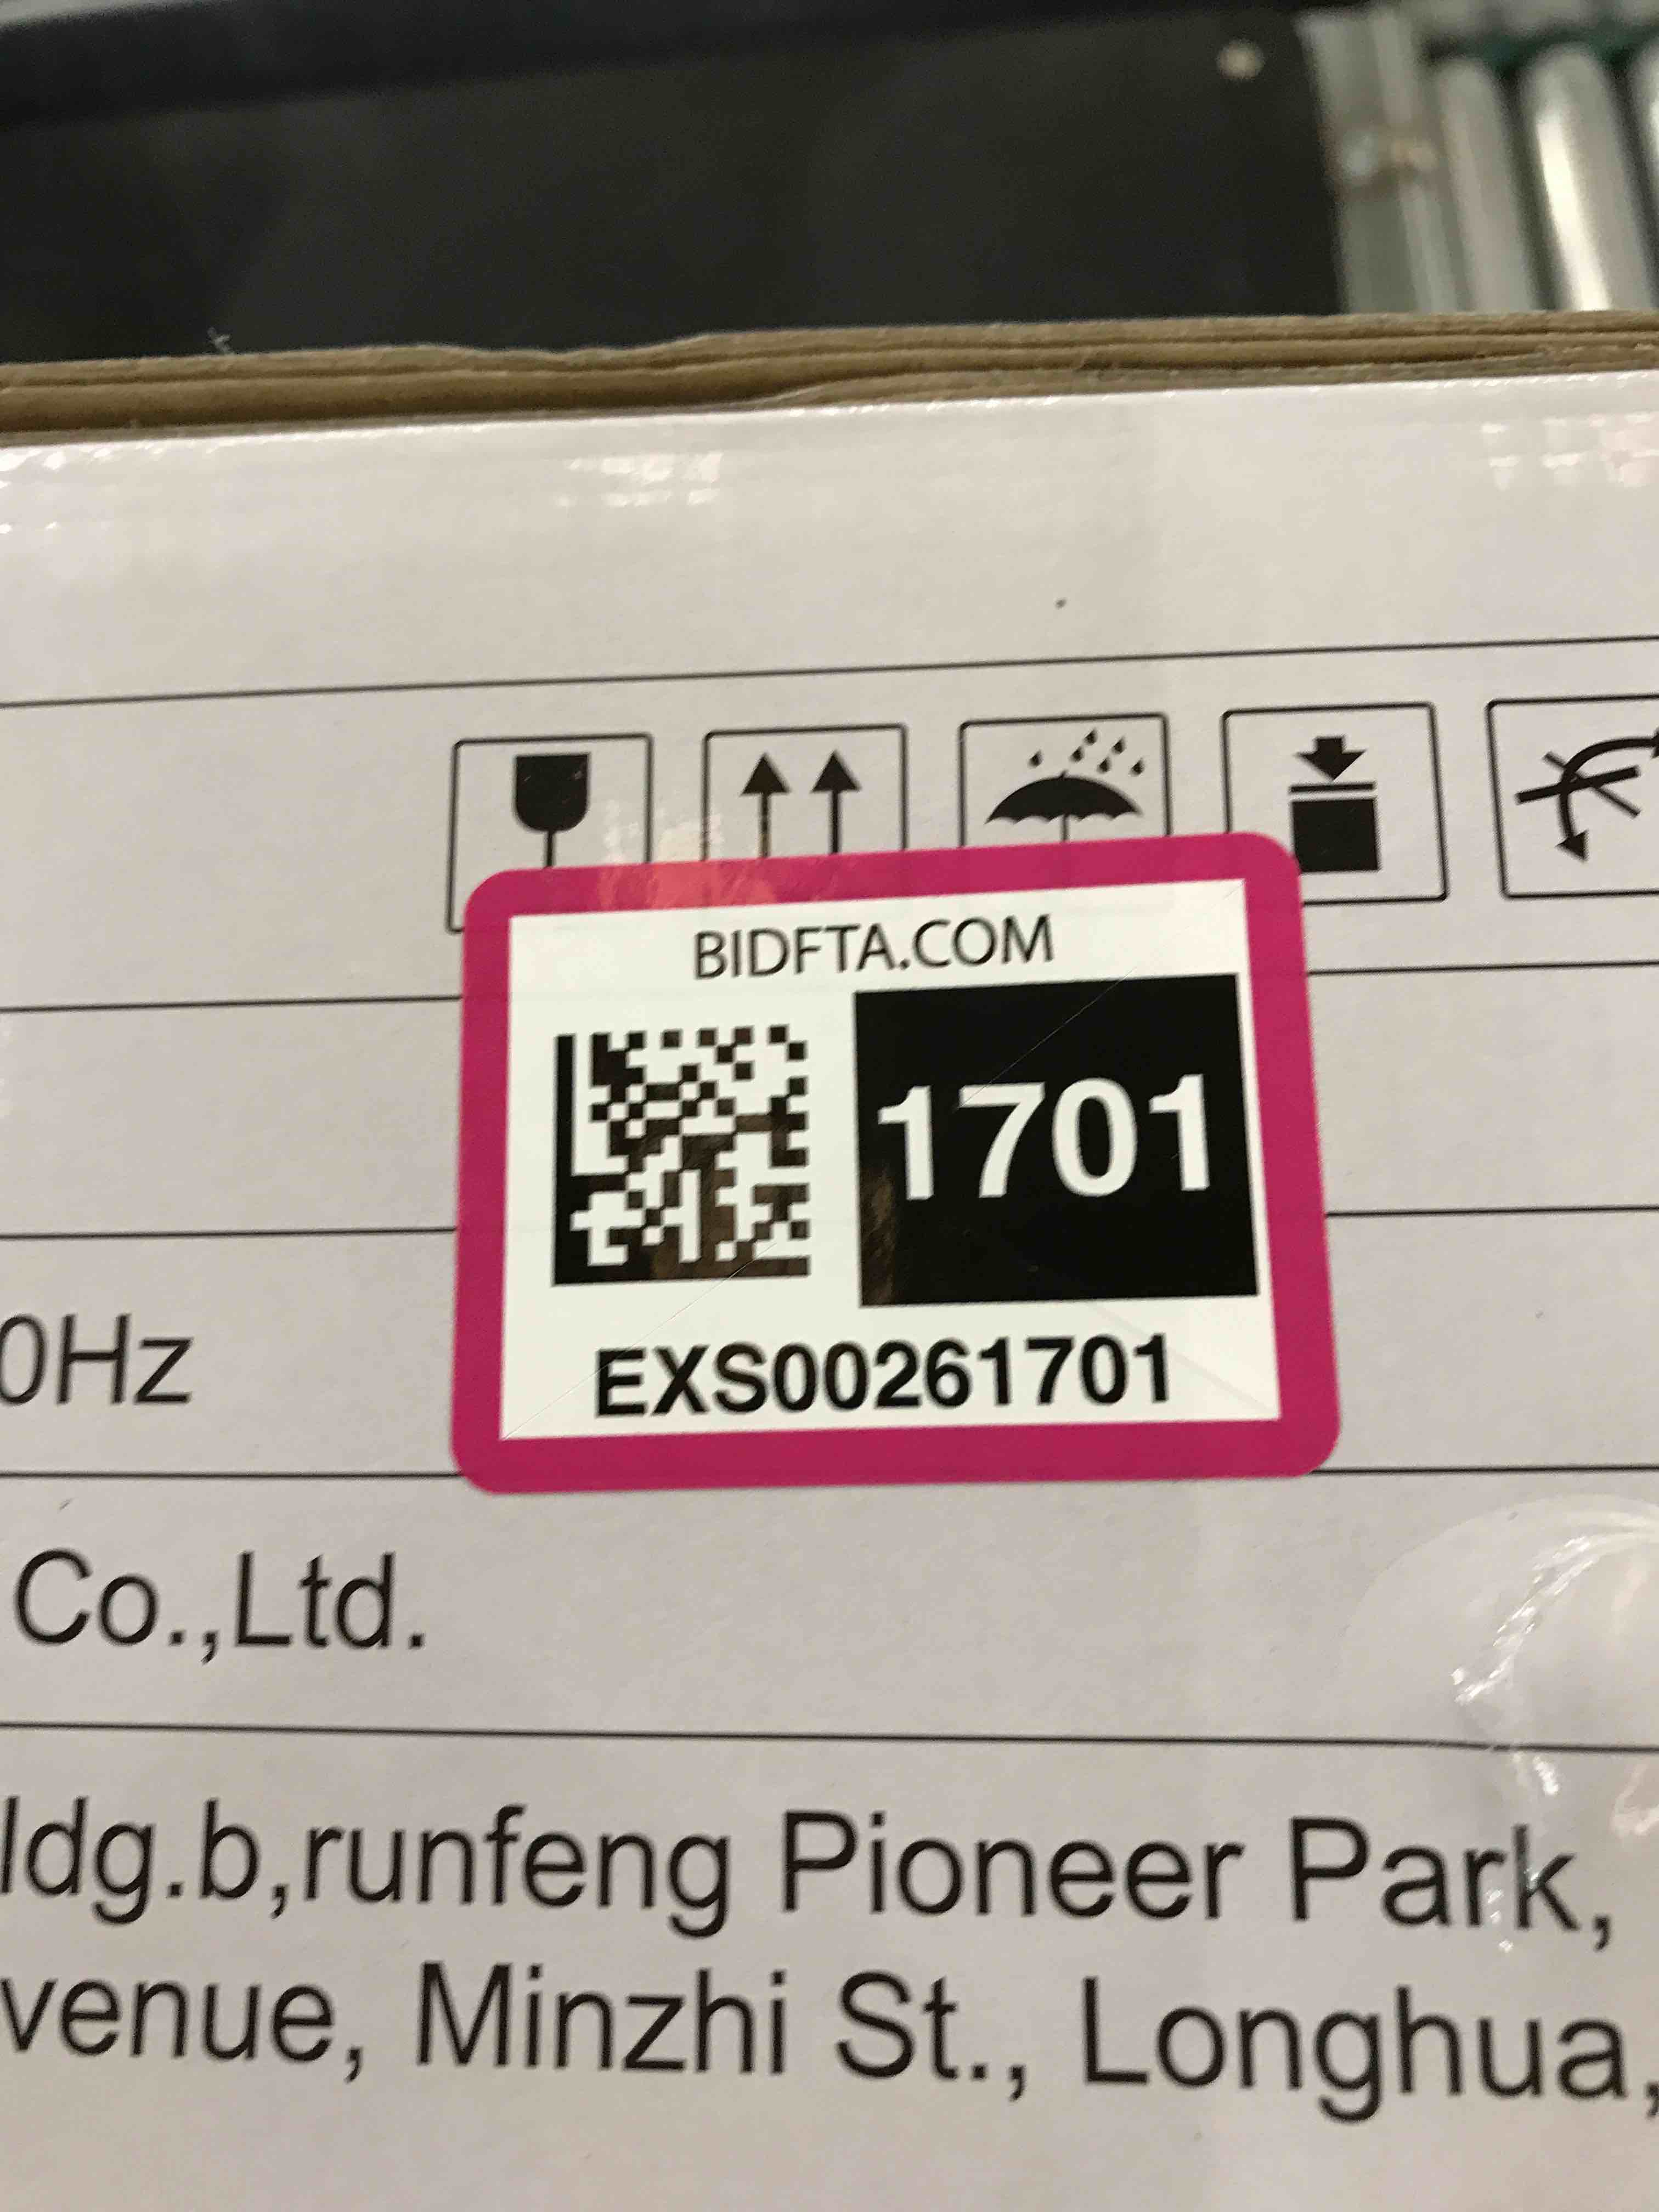 BIDFTA.COM
1701
EXS00261701
0Hz
Co.,Ltd.
ldg.b,runfeng Pioneer Park,
venue, Minzhi St., Longhua,